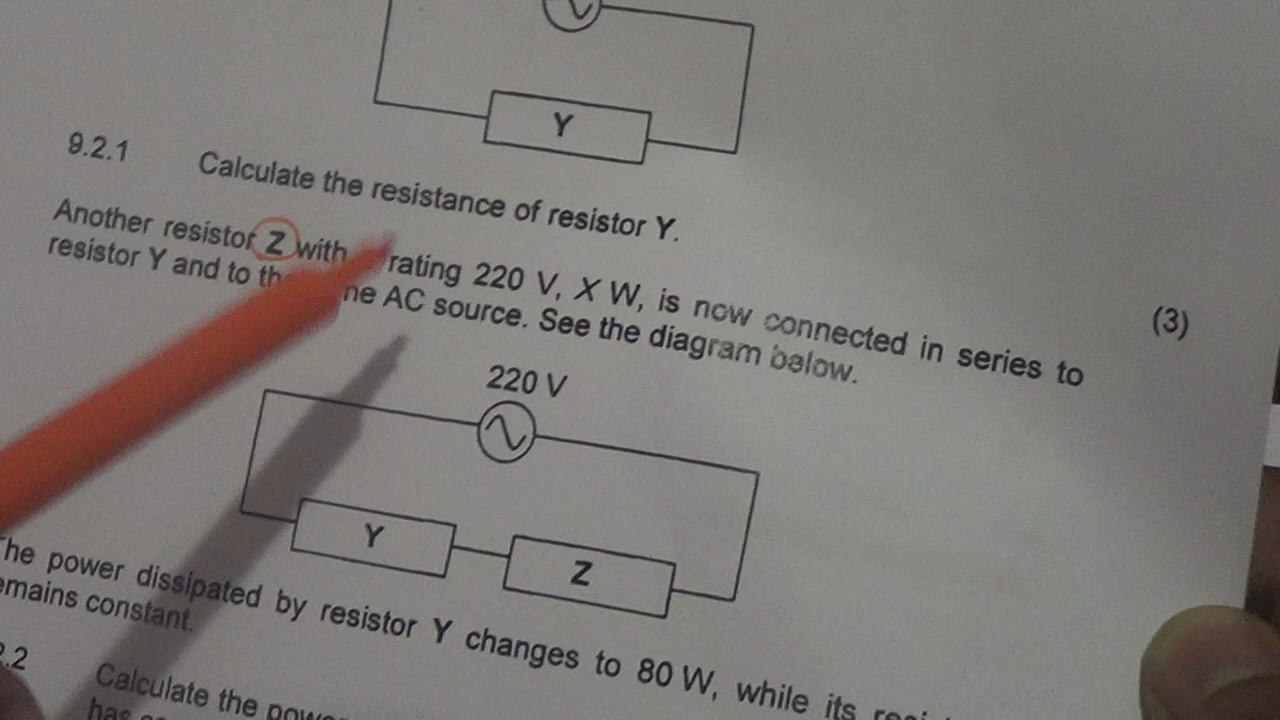 Y
9.2.1 Calculate the resistance of resistor Y.
(3)
Another resistor Z with rating 220 V, X W, is now connected in series to
resistor Y and to AC source. See the diagram below.
220 V
Y
Z
The power dissipated by resistor Y changes to 80 W, while its
remains constant.
.2 Calculate the
has